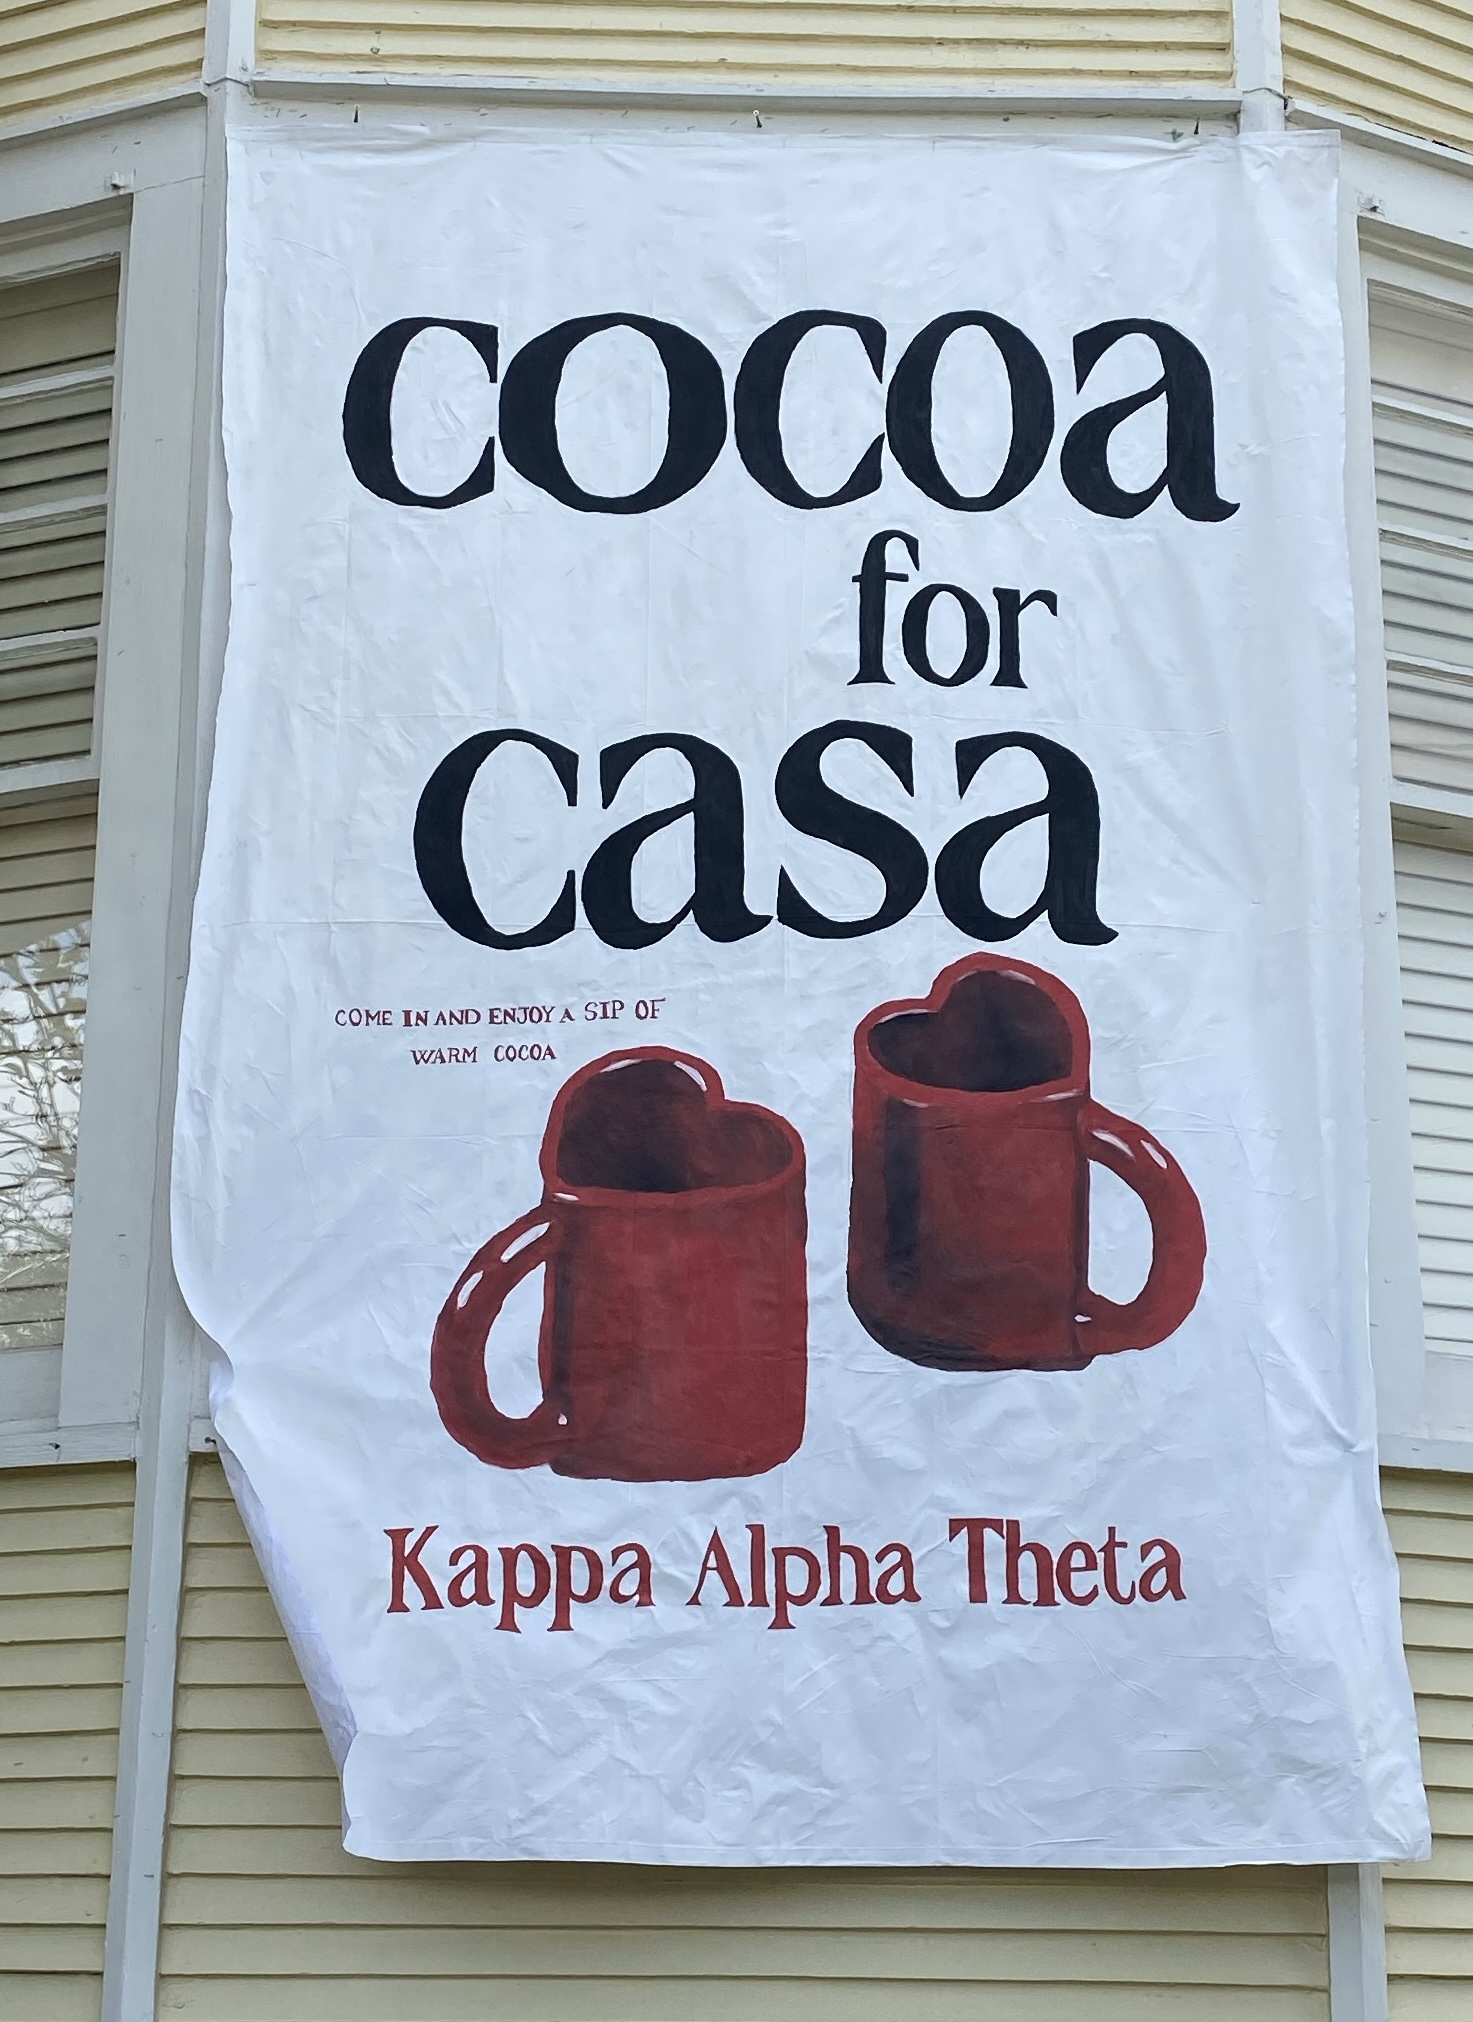 cocoa
for
casa
COME IN AND ENJOY A SIP OF
WARM COCOA
Kappa Alpha Theta